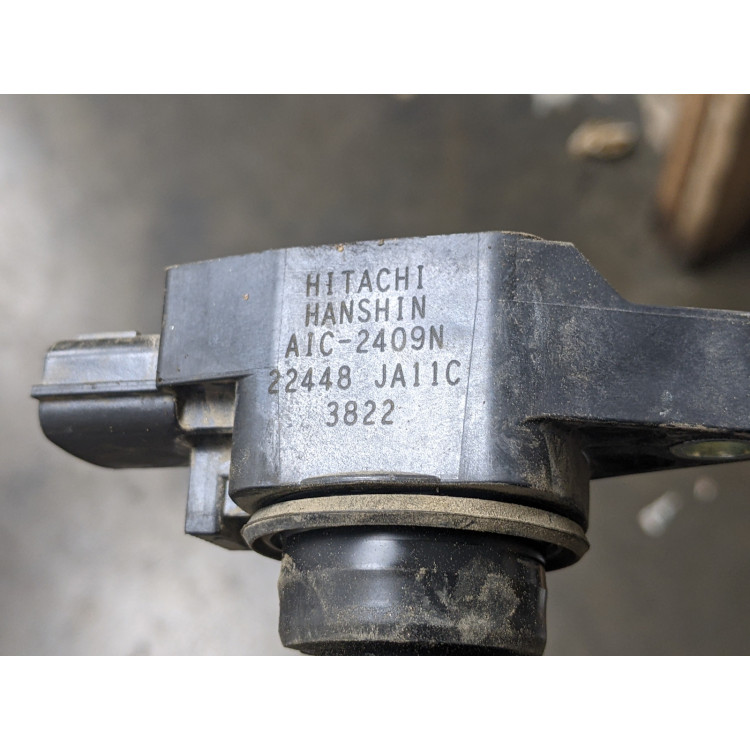 HITACHI
HANSHIN
AIC-2409N
22448 JA11C
3822